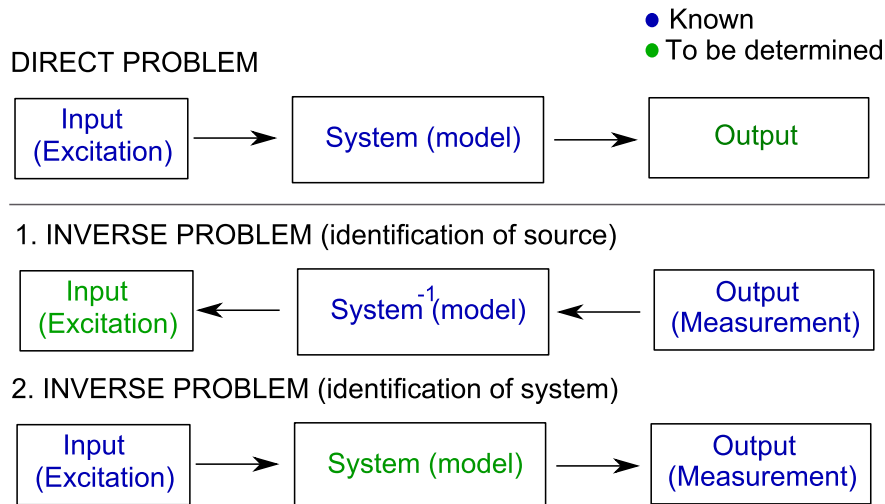 Known
To be determined
DIRECT PROBLEM
Input
(Excitation)
System (model)
Output
1. INVERSE PROBLEM (identification of source)
Input
(Excitation)
System⁻¹(model)
Output
(Measurement)
2. INVERSE PROBLEM (identification of system)
Input
(Excitation)
System (model)
Output
(Measurement)